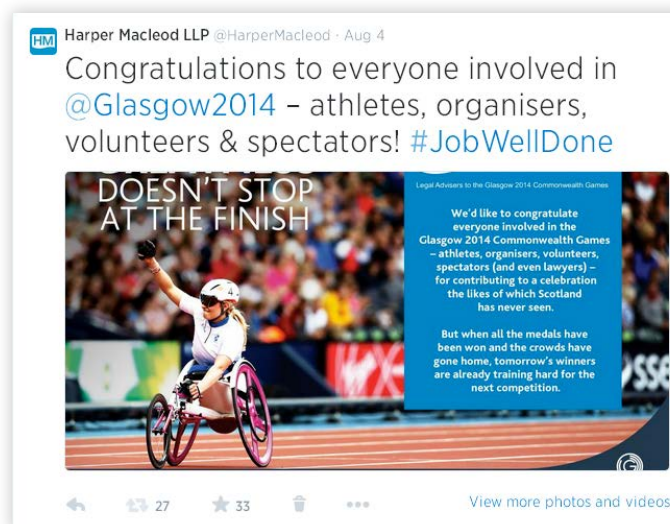 HM Harper Macleod LLP @HarperMacleod · Aug 4
Congratulations to everyone involved in
@Glasgow2014 – athletes, organisers,
volunteers & spectators! #JobWellDone
DOESN'T STOP
AT THE FINISH
Legal Advisers to the Glasgow 2014 Commonwealth Games
We'd like to congratulate
everyone involved in the
Glasgow 2014 Commonwealth Games
– athletes, organisers, volunteers,
spectators (and even lawyers) –
for contributing to a celebration
the likes of which Scotland
has never seen.
But when all the medals have
been won and the crowds have
gone home, tomorrow's winners
are already training hard for the
next competition.
4
Virgin
sse
27
33
View more photos and videos